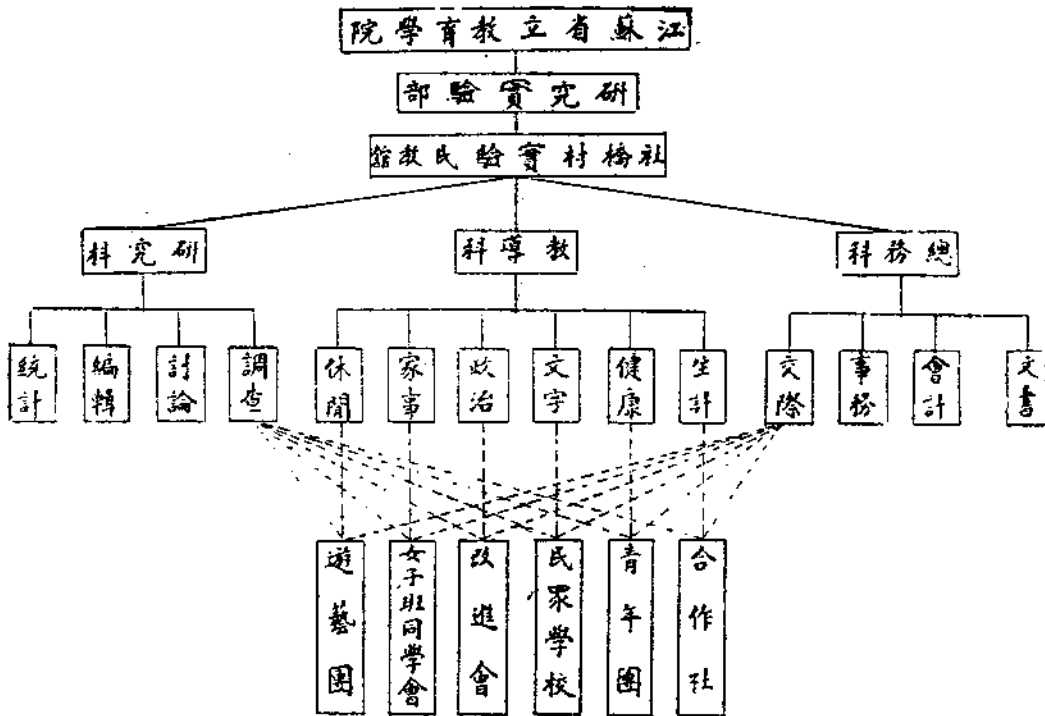 江蘇省立教育學院
研究實驗部
社橋村實驗民教館
總務科
教導科
研究科
文書
會計
事務
交際
生計
健康
文字
政治
家事
休閒
調查
討論
編輯
統計
合作社
青年團
民眾學校
改進會
女子班同學會
遊藝團